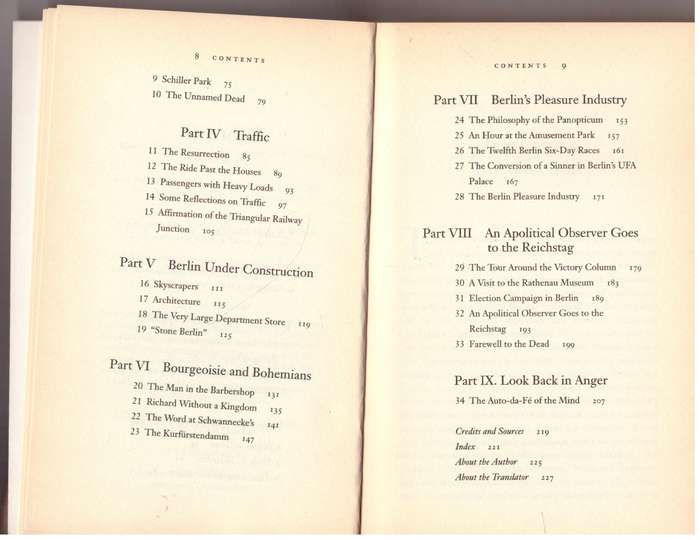 8 CONTENTS
9 Schiller Park 75
10 The Unnamed Dead 79
Part IV Traffic
11 The Resurrection 85
12 The Ride Past the Houses 89
13 Passengers with Heavy Loads 93
14 Some Reflections on Traffic 97
15 Affirmation of the Triangular Railway
Junction 105
Part V Berlin Under Construction
16 Skyscrapers 111
17 Architecture 115
18 The Very Large Department Store 119
19 “Stone Berlin” 125
Part VI Bourgeoisie and Bohemians
20 The Man in the Barbershop 131
21 Richard Without a Kingdom 135
22 The Word at Schwannecke's 141
23 The Kurfürstendamm 147
CONTENTS 9
Part VII Berlin's Pleasure Industry
24 The Philosophy of the Panopticum 153
25 An Hour at the Amusement Park 157
26 The Twelfth Berlin Six-Day Races 161
27 The Conversion of a Sinner in Berlin's UFA
Palace 167
28 The Berlin Pleasure Industry 171
Part VIII An Apolitical Observer Goes
to the Reichstag
29 The Tour Around the Victory Column 179
30 A Visit to the Rathenau Museum 183
31 Election Campaign in Berlin 189
32 An Apolitical Observer Goes to the
Reichstag 193
33 Farewell to the Dead 199
Part IX. Look Back in Anger
34 The Auto-da-Fé of the Mind 207
Credits and Sources 219
Index 221
About the Author 225
About the Translator 227